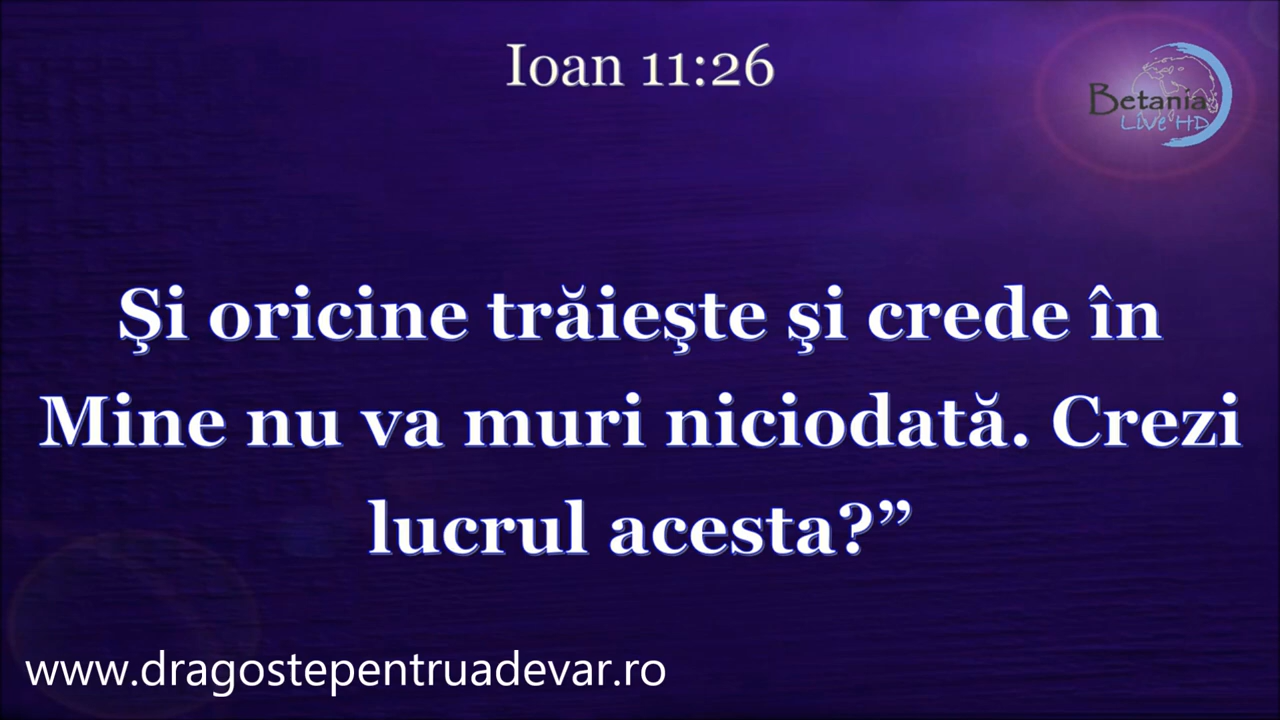 Ioan 11:26
Betania
Live HD
Şi oricine trăieşte şi crede în
Mine nu va muri niciodată. Crezi
lucrul acesta?”
www.dragostepentruadevar.ro